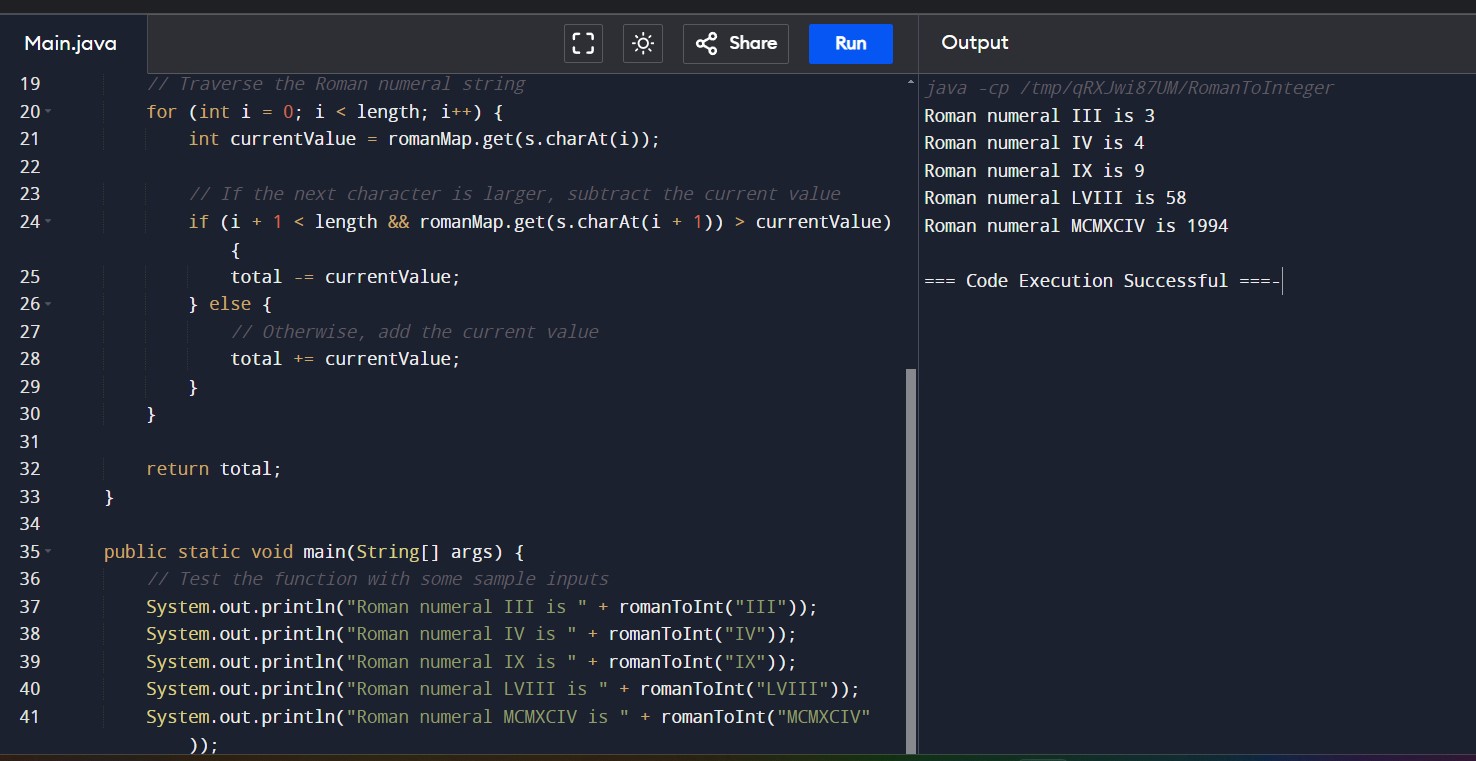 Main.java
Share
Run
Output
19 // Traverse the Roman numeral string
20 for (int i = 0; i < length; i++) {
21 int currentValue = romanMap.get(s.charAt(i));
22
23 // If the next character is larger, subtract the current value
24 if (i + 1 < length && romanMap.get(s.charAt(i + 1)) > currentValue)
{
25 total -= currentValue;
26 } else {
27 // Otherwise, add the current value
28 total += currentValue;
29 }
30 }
31
32 return total;
33 }
34
35 public static void main(String[] args) {
36 // Test the function with some sample inputs
37 System.out.println("Roman numeral III is " + romanToInt("III"));
38 System.out.println("Roman numeral IV is " + romanToInt("IV"));
39 System.out.println("Roman numeral IX is " + romanToInt("IX"));
40 System.out.println("Roman numeral LVIII is " + romanToInt("LVIII"));
41 System.out.println("Roman numeral MCMXCIV is " + romanToInt("MCMXCIV"
));
java -cp /tmp/qRXJwi87UM/RomanToInteger
Roman numeral III is 3
Roman numeral IV is 4
Roman numeral IX is 9
Roman numeral LVIII is 58
Roman numeral MCMXCIV is 1994
=== Code Execution Successful ===-